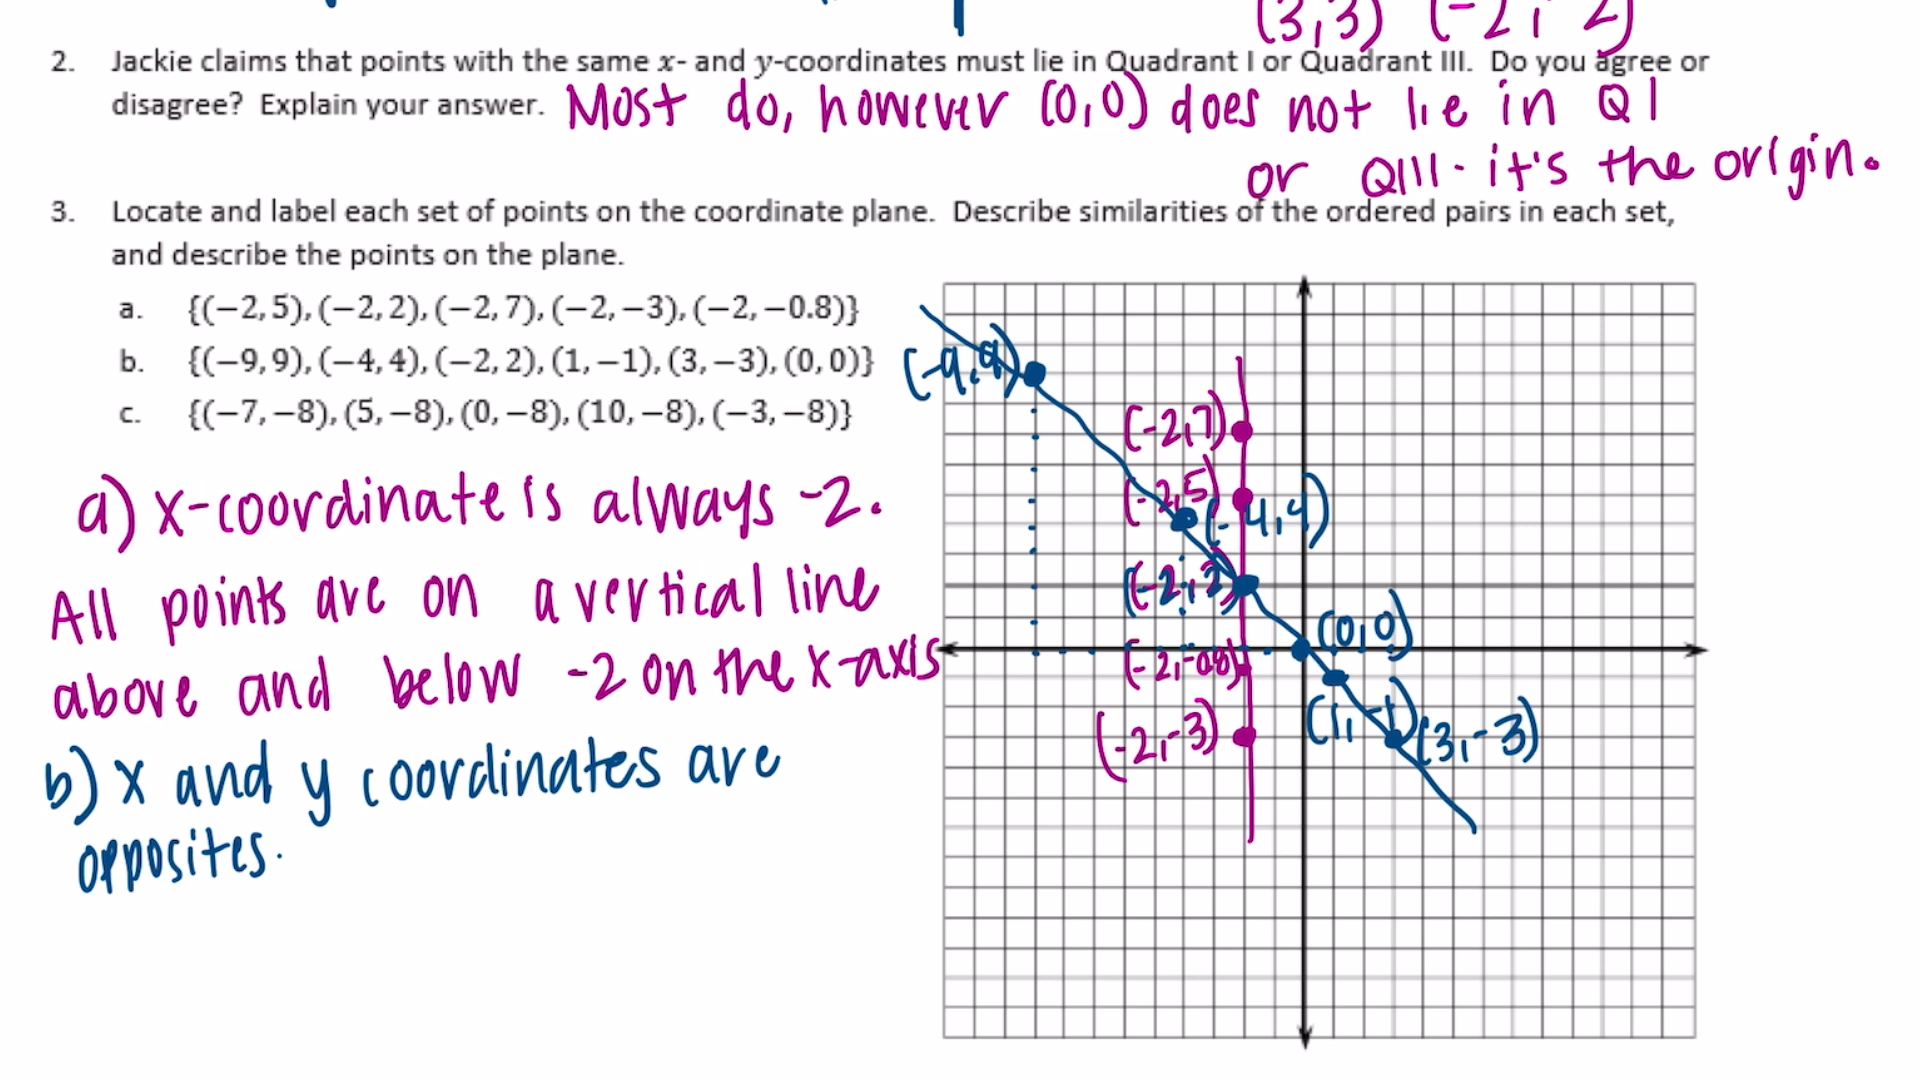 (3,3) (-2,-2)
2. Jackie claims that points with the same x- and y-coordinates must lie in Quadrant I or Quadrant III. Do you agree or
disagree? Explain your answer. Most do, however (0,0) does not lie in QI
or QIII - it's the origin.
3. Locate and label each set of points on the coordinate plane. Describe similarities of the ordered pairs in each set,
and describe the points on the plane.
a. {(−2,5), (−2,2), (−2,7), (−2,−3), (−2,−0.8)}
b. {(−9,9), (−4,4), (−2,2), (1,−1), (3,−3), (0,0)}
c. {(−7,−8), (5,−8), (0,−8), (10,−8), (−3,−8)}
a) x-coordinate is always -2.
All points are on a vertical line
above and below -2 on the x-axis
b) x and y coordinates are
opposites.
(-9,9)
(-2,7)
(-2,5)
(-4,4)
(-2,2)
(0,0)
(-2,-0.8)
(1,-1)
(-2,-3)
(3,-3)